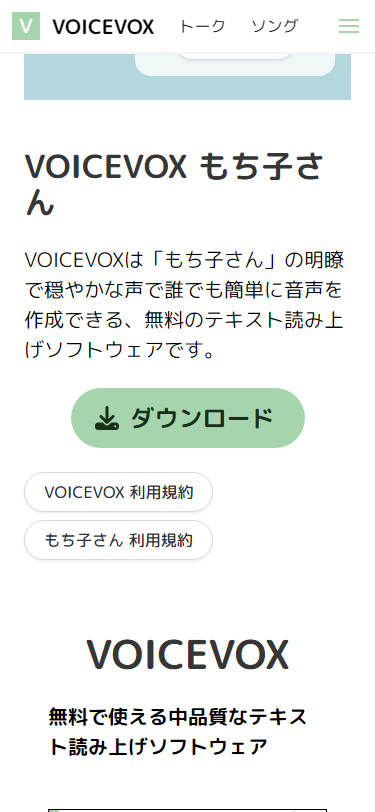 V VOICEVOX トーク ソング
VOICEVOX もち子さ
ん
VOICEVOXは「もち子さん」の明瞭
で穏やかな声で誰でも簡単に音声を
作成できる、無料のテキスト読み上
げソフトウェアです。
ダウンロード
VOICEVOX 利用規約
もち子さん 利用規約
VOICEVOX
無料で使える中品質なテキス
ト読み上げソフトウェア